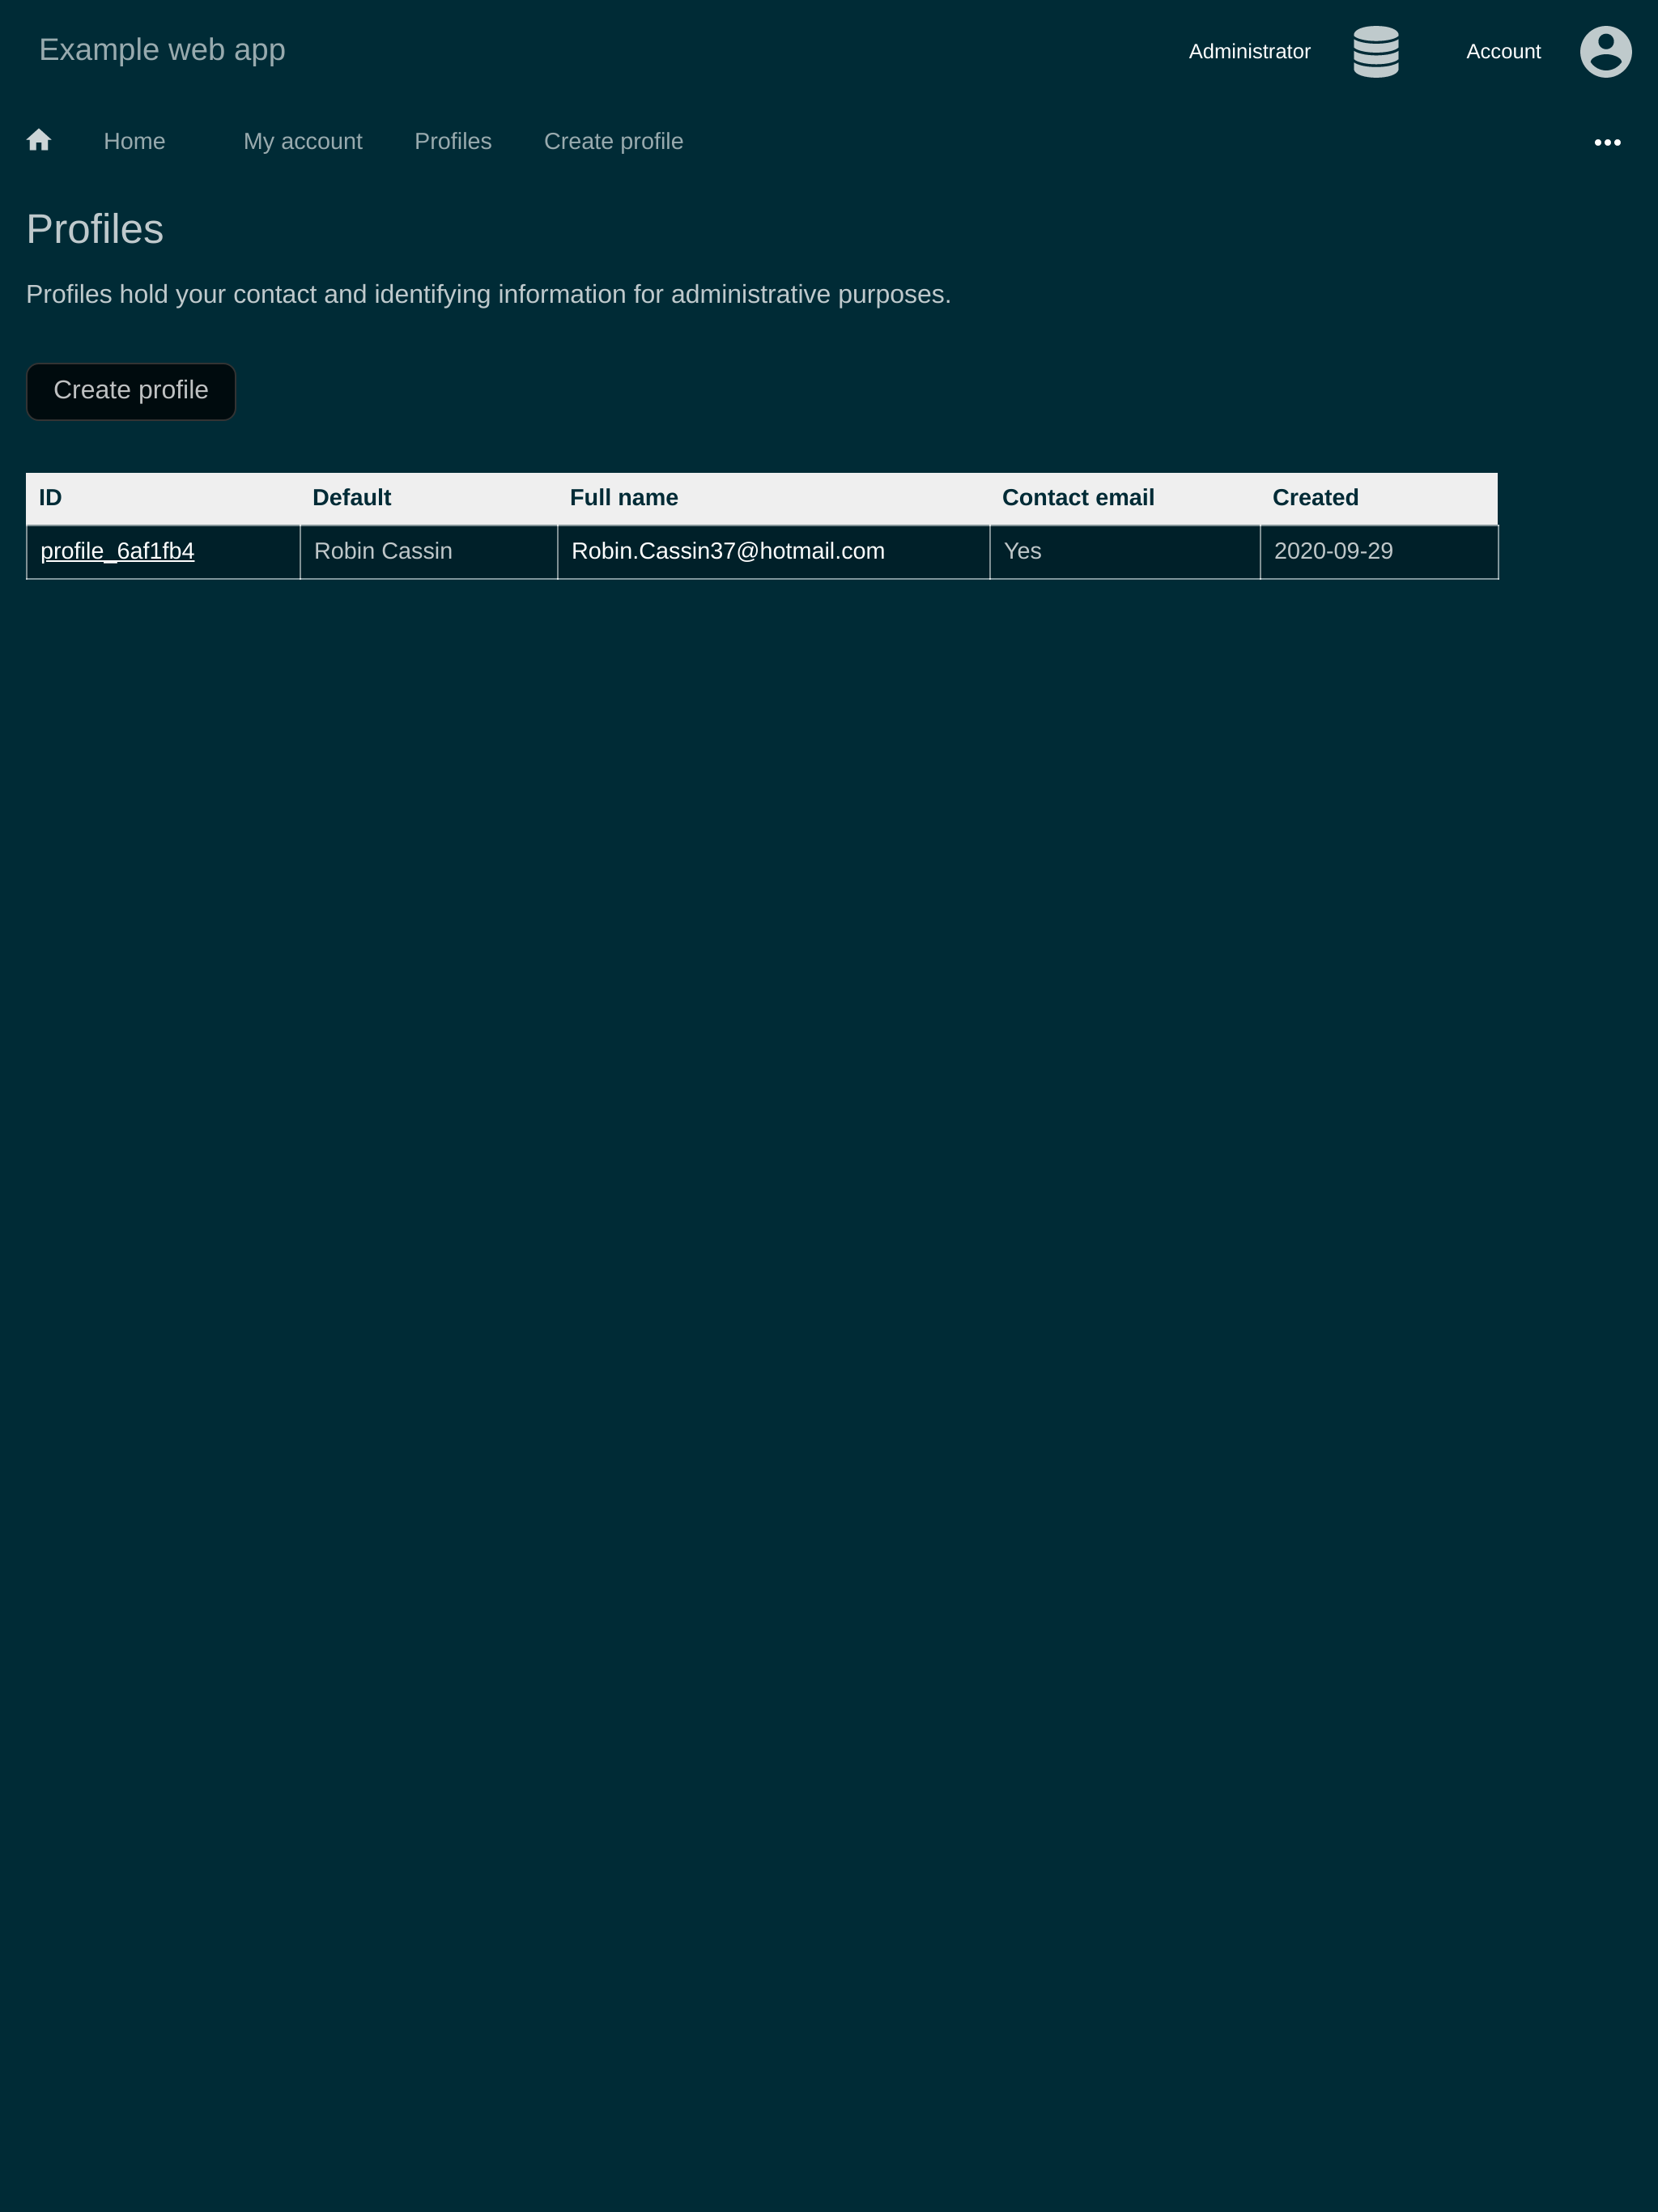 Example web app
Administrator
Account
Home My account Profiles Create profile
Profiles
Profiles hold your contact and identifying information for administrative purposes.
Create profile
ID Default Full name Contact email Created
profile_6af1fb4 Robin Cassin Robin.Cassin37@hotmail.com Yes 2020-09-29